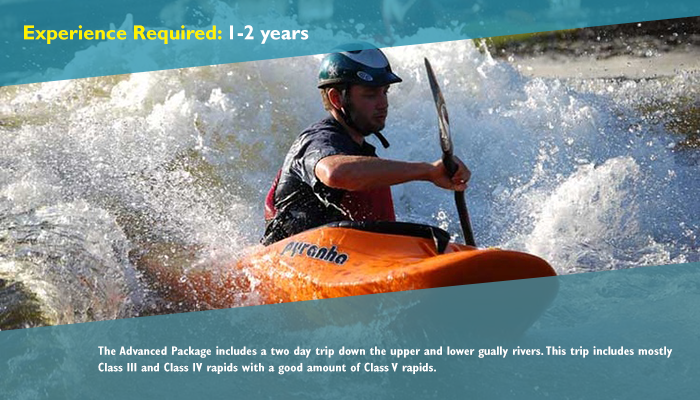 Experience Required: 1-2 years
pyranha
The Advanced Package includes a two day trip down the upper and lower gually rivers. This trip includes mostly
Class III and Class IV rapids with a good amount of Class V rapids.